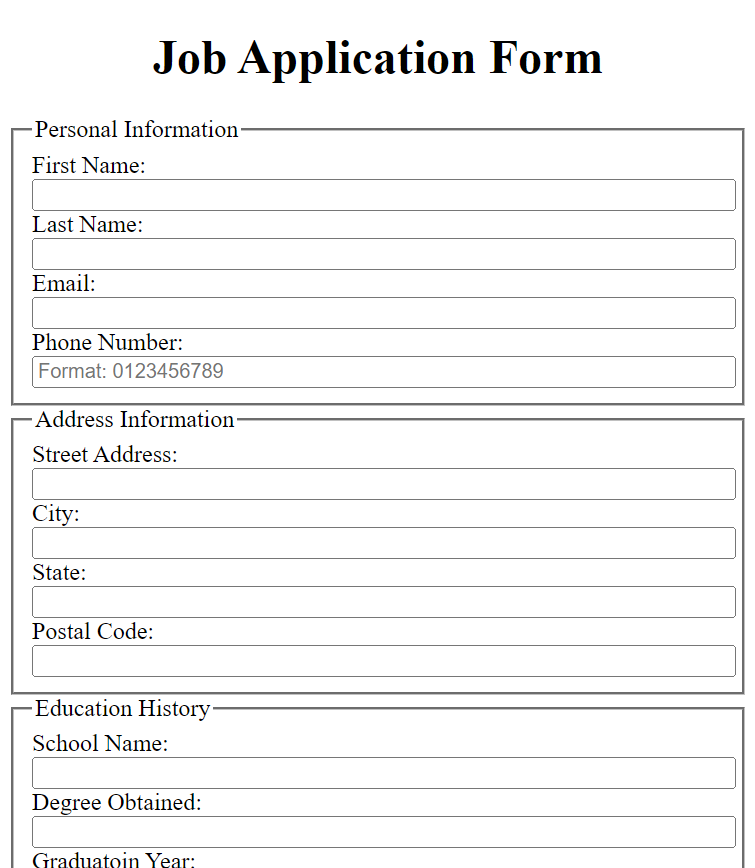 Job Application Form
Personal Information
First Name:
Last Name:
Email:
Phone Number:
Format: 0123456789
Address Information
Street Address:
City:
State:
Postal Code:
Education History
School Name:
Degree Obtained:
Graduatoin Year: